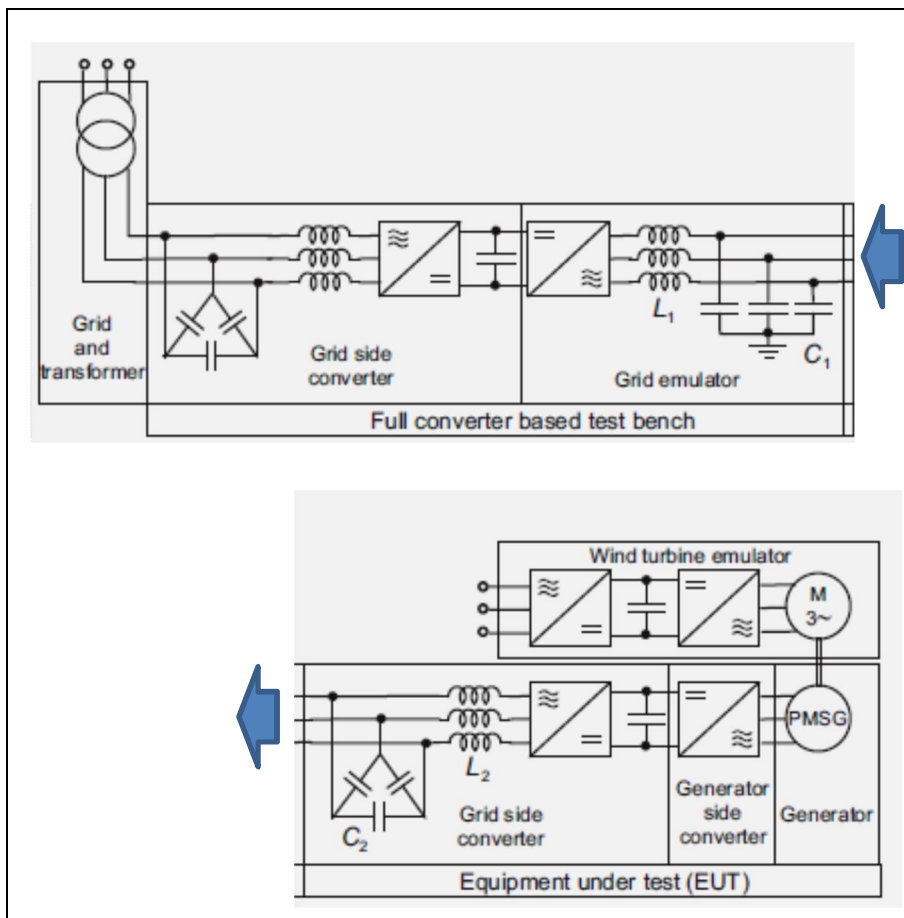 Grid
and
transformer
Grid side
converter
L1
Grid emulator
C1
Full converter based test bench
Wind turbine emulator
M
3~
PMSG
L2
C2
Grid side
converter
Generator
side
converter
Generator
Equipment under test (EUT)